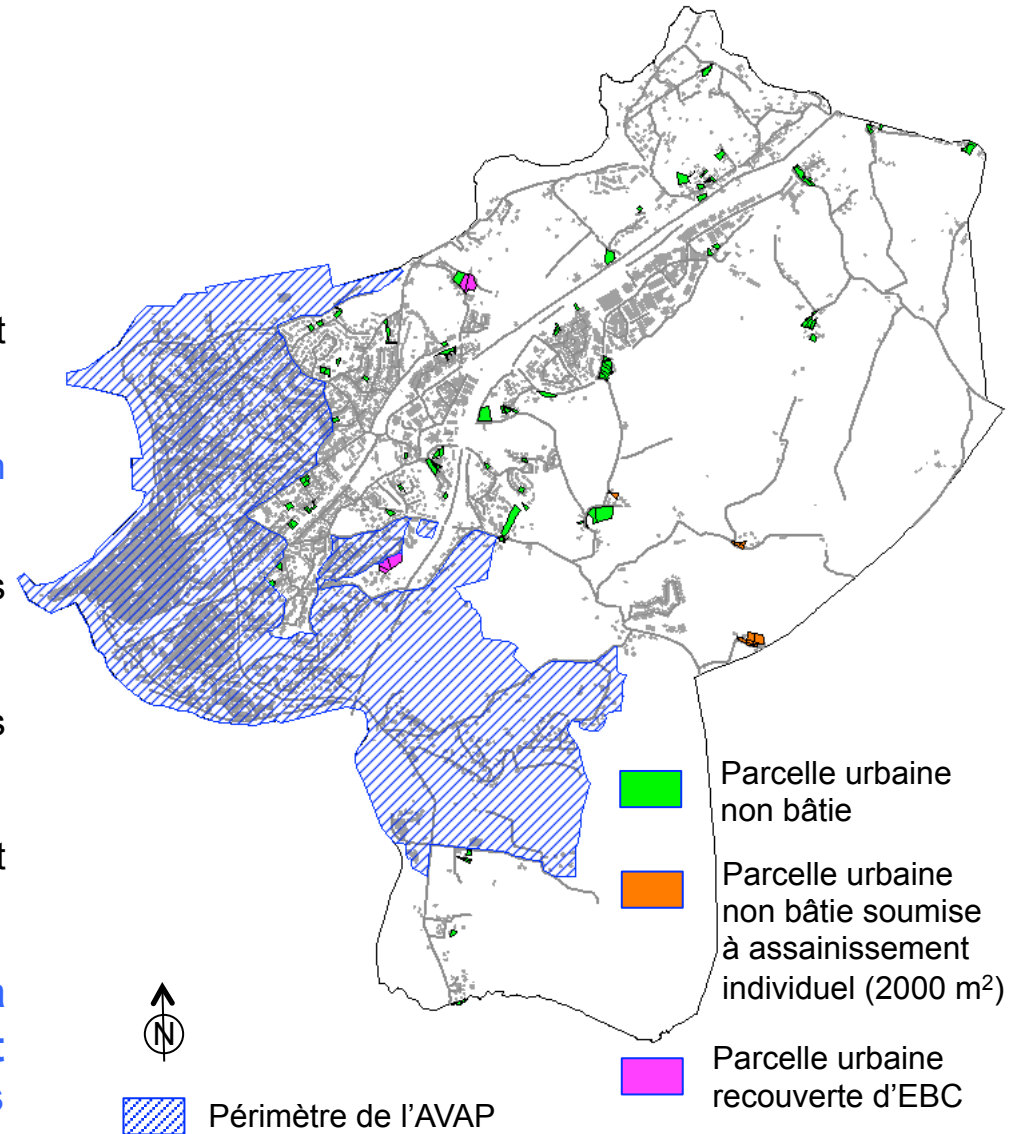 t
n
s
s
t
a
t
s
Parcelle urbaine
non bâtie
Parcelle urbaine
non bâtie soumise
à assainissement
individuel (2000 m²)
Parcelle urbaine
recouverte d’EBC
N
Périmètre de l’AVAP